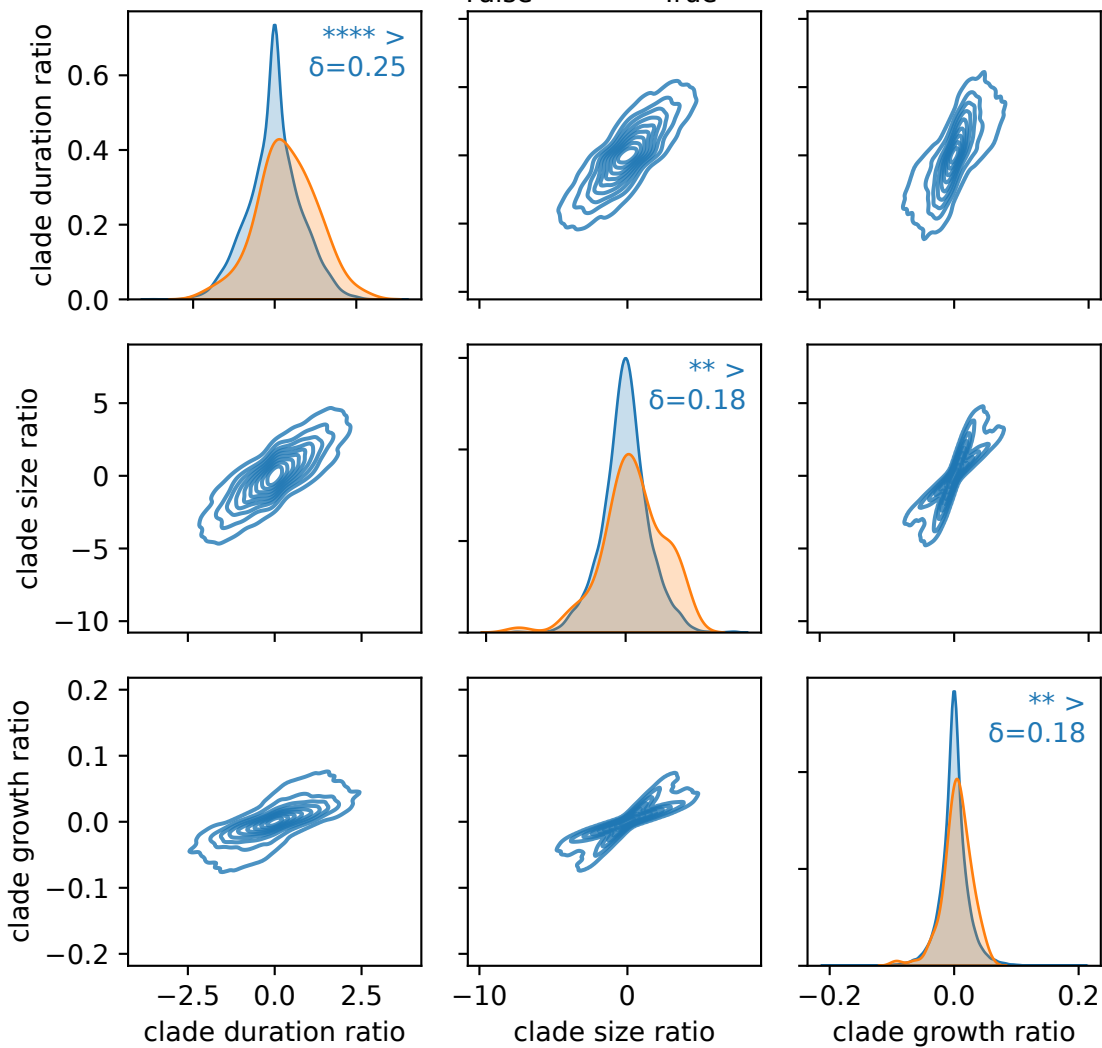 False True
clade duration ratio
0.6
0.4
0.2
0.0
**** >
δ=0.25
clade size ratio
5
0
−5
−10
** >
δ=0.18
clade growth ratio
0.2
0.1
0.0
−0.1
−0.2
** >
δ=0.18
−2.5 0.0 2.5
−10 0
−0.2 0.0 0.2
clade duration ratio
clade size ratio
clade growth ratio